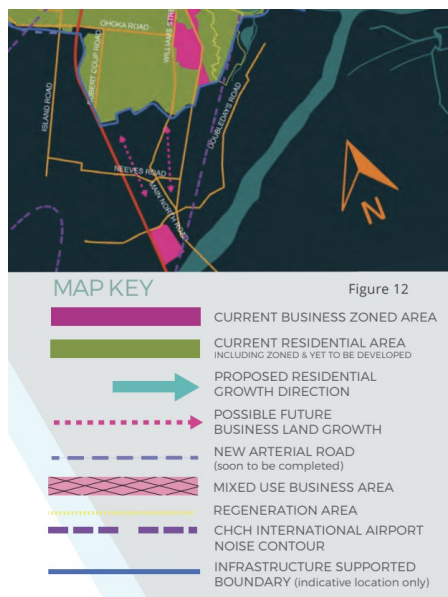 OHOKA ROAD
WILLIAMS STRE
ROBERT COUP ROAD
ISLAND ROAD
DOUBLEDAYS ROAD
NEEVES ROAD
MAIN NORTH ROAD
N
MAP KEY
Figure 12
CURRENT BUSINESS ZONED AREA
CURRENT RESIDENTIAL AREA
INCLUDING ZONED & YET TO BE DEVELOPED
PROPOSED RESIDENTIAL
GROWTH DIRECTION
POSSIBLE FUTURE
BUSINESS LAND GROWTH
NEW ARTERIAL ROAD
(soon to be completed)
MIXED USE BUSINESS AREA
REGENERATION AREA
CHCH INTERNATIONAL AIRPORT
NOISE CONTOUR
INFRASTRUCTURE SUPPORTED
BOUNDARY (indicative location only)